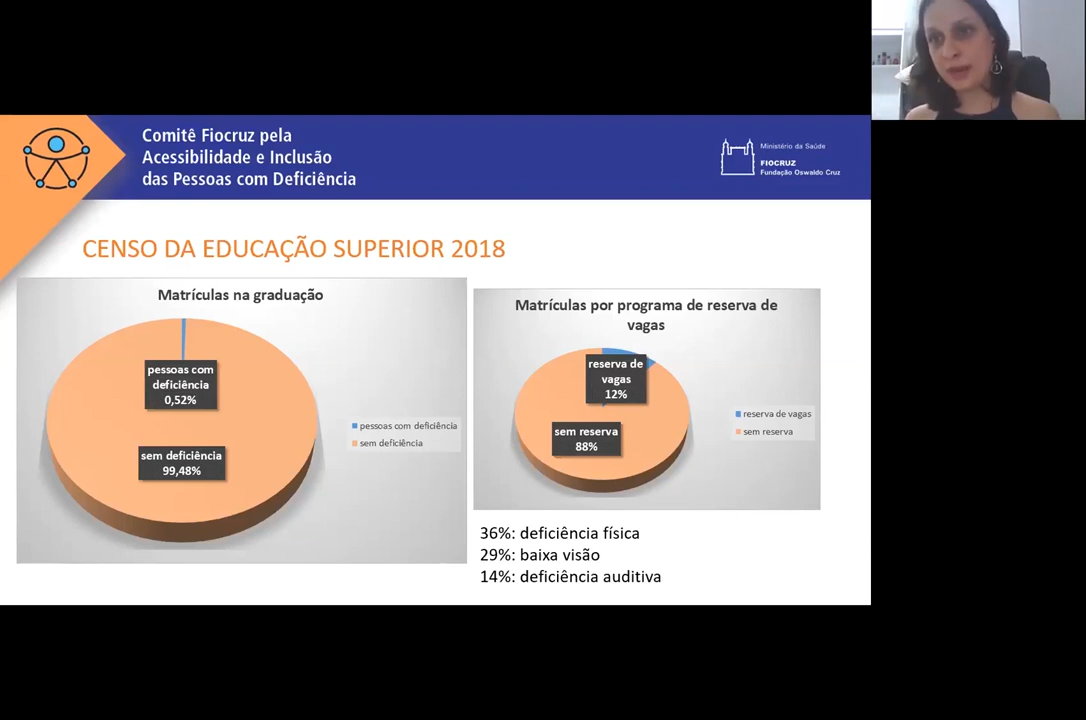 Comitê Fiocruz pela
Acessibilidade e Inclusão
das Pessoas com Deficiência
Ministério da Saúde
FIOCRUZ
Fundação Oswaldo Cruz
CENSO DA EDUCAÇÃO SUPERIOR 2018
Matrículas na graduação
pessoas com
deficiência
0,52%
sem deficiência
99,48%
pessoas com deficiência
sem deficiência
Matrículas por programa de reserva de
vagas
reserva de
vagas
12%
sem reserva
88%
reserva de vagas
sem reserva
36%: deficiência física
29%: baixa visão
14%: deficiência auditiva